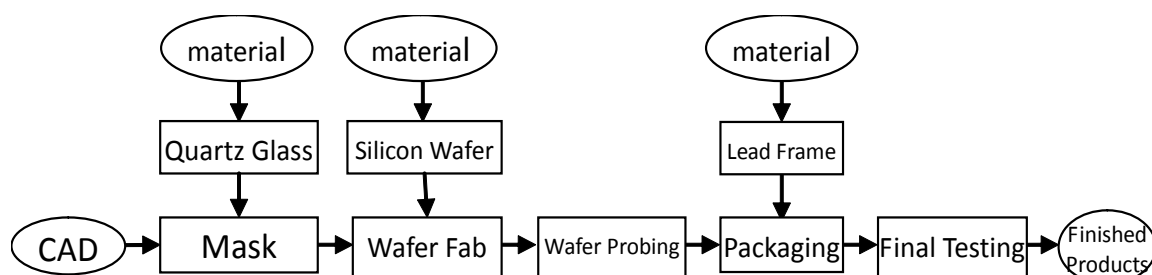 material
material
material
Quartz Glass
Silicon Wafer
Lead Frame
CAD
Mask
Wafer Fab
Wafer Probing
Packaging
Final Testing
Finished
Products